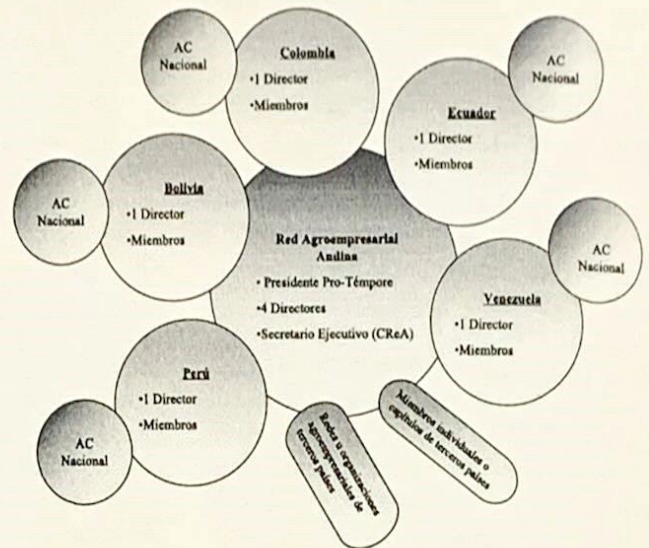 AC
Nacional
Colombia
•1 Director
•Miembros
AC
Nacional
Ecuador
•1 Director
•Miembros
AC
Nacional
Bolivia
•1 Director
•Miembros
Red Agroempresarial
Andina
• Presidente Pro-Témpore
•4 Directores
•Secretario Ejecutivo (CReA)
AC
Nacional
Venezuela
•1 Director
•Miembros
AC
Nacional
Perú
•1 Director
•Miembros
Redes u organizaciones
agroempresariales de
terceros países
Miembros individuales o
capítulos de terceros países